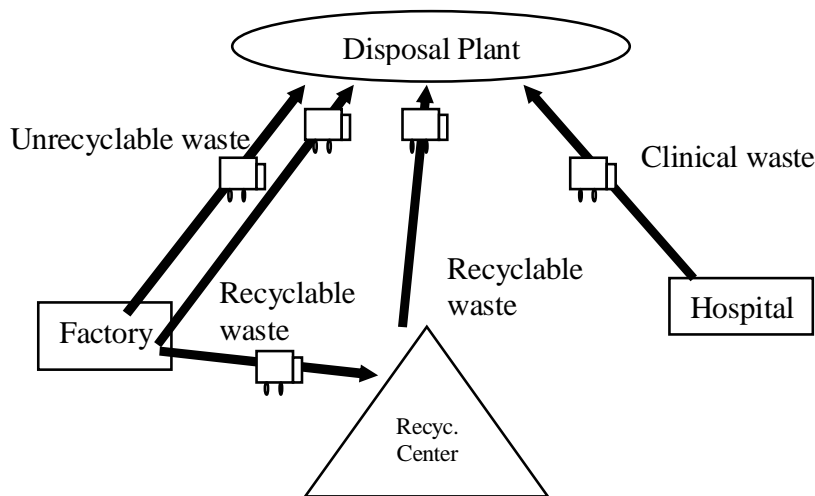 Disposal Plant
Unrecyclable waste
Clinical waste
Recyclable
waste
Recyclable
waste
Hospital
Factory
Recyc.
Center